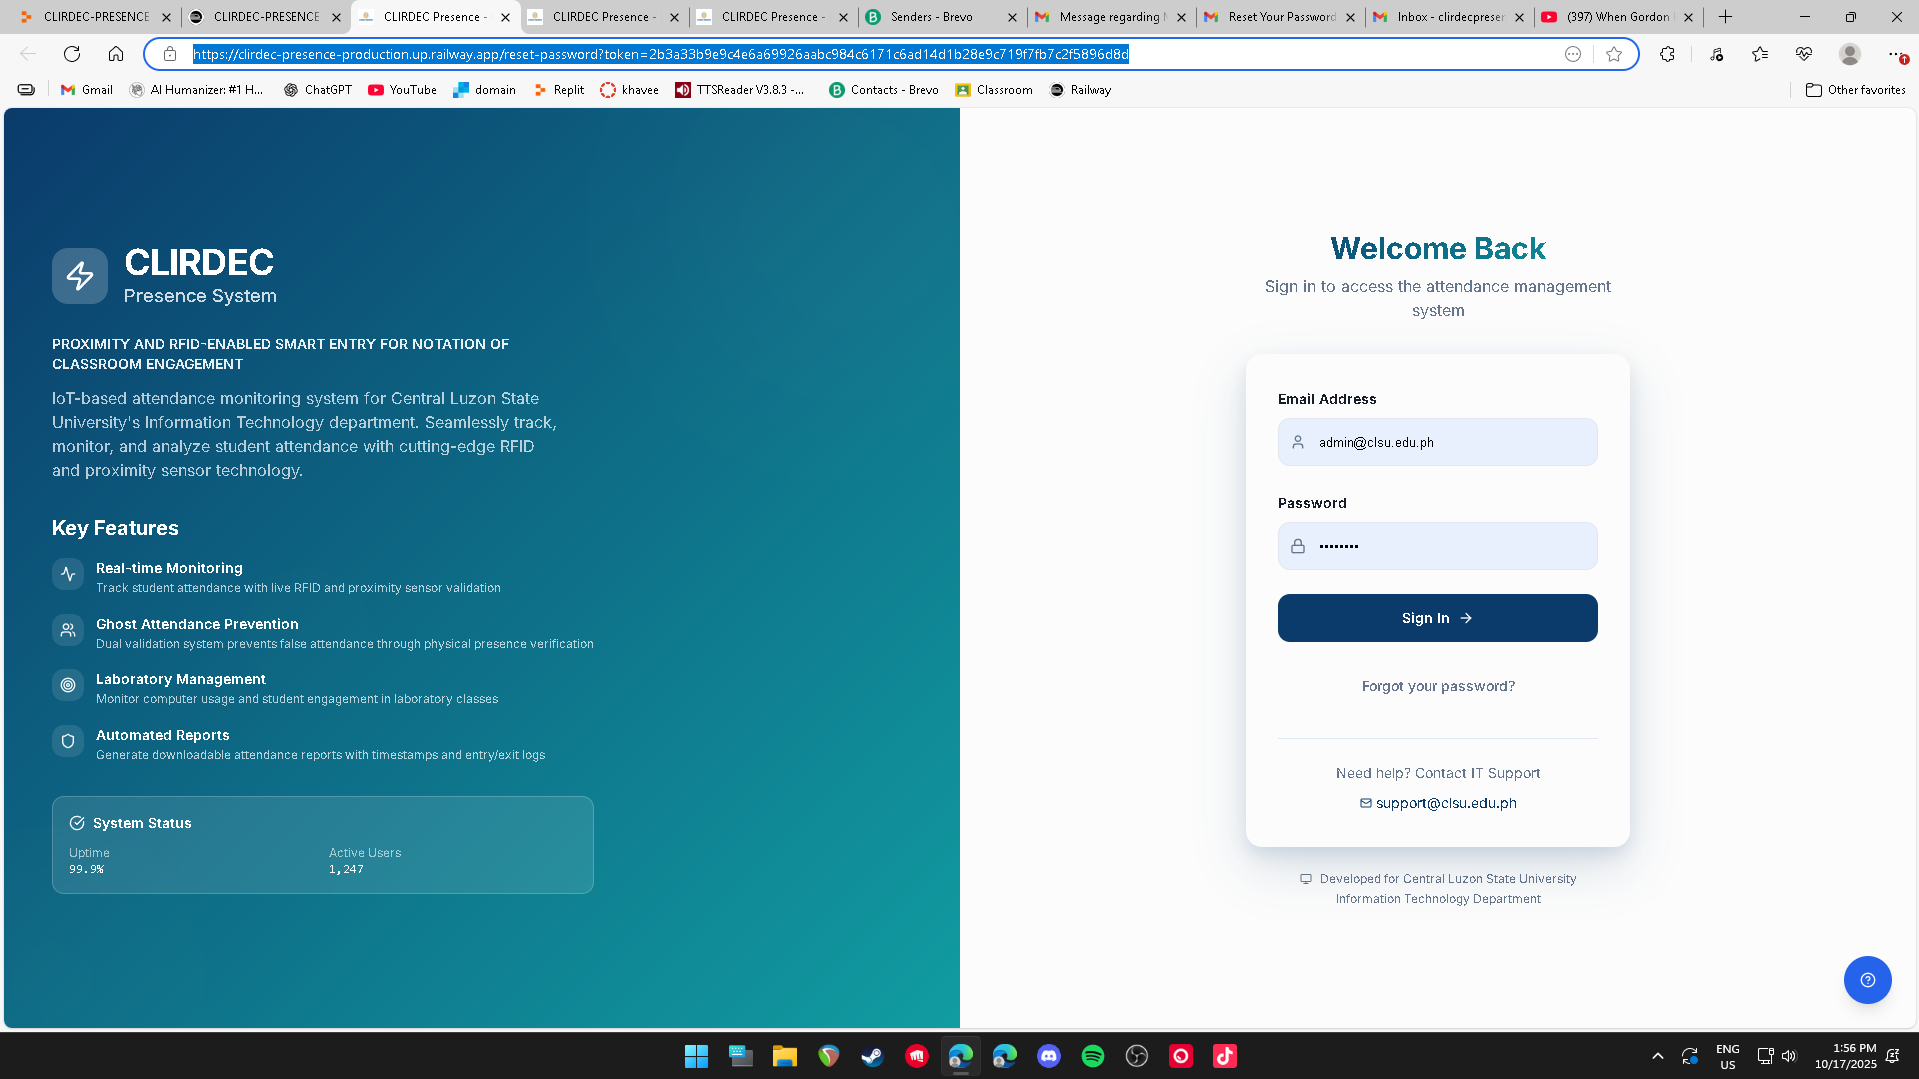 CLIRDEC-PRESENCE
CLIRDEC-PRESENCE
CLIRDEC Presence -
CLIRDEC Presence -
CLIRDEC Presence -
Senders - Brevo
Message regarding
Reset Your Password
Inbox - clirdecpreser
(397) When Gordon
https://clirdec-presence-production.up.railway.app/reset-password?token=2b3a33b9e9c4e6a69926aabc984c6171c6ad14d1b28e9c719f7fb7c2f5896d8d
Gmail
AI Humanizer: #1 H...
ChatGPT
YouTube
domain
Replit
khavee
TTSReader V3.8.3 -...
Contacts - Brevo
Classroom
Railway
Other favorites
CLIRDEC
Presence System
PROXIMITY AND RFID-ENABLED SMART ENTRY FOR NOTATION OF
CLASSROOM ENGAGEMENT
IoT-based attendance monitoring system for Central Luzon State
University's Information Technology department. Seamlessly track,
monitor, and analyze student attendance with cutting-edge RFID
and proximity sensor technology.
Key Features
Real-time Monitoring
Track student attendance with live RFID and proximity sensor validation
Ghost Attendance Prevention
Dual validation system prevents false attendance through physical presence verification
Laboratory Management
Monitor computer usage and student engagement in laboratory classes
Automated Reports
Generate downloadable attendance reports with timestamps and entry/exit logs
System Status
Uptime
99.9%
Active Users
1,247
Welcome Back
Sign in to access the attendance management
system
Email Address
admin@clsu.edu.ph
Password
••••••••
Sign In →
Forgot your password?
Need help? Contact IT Support
support@clsu.edu.ph
Developed for Central Luzon State University
Information Technology Department
ENG
US
1:56 PM
10/17/2025